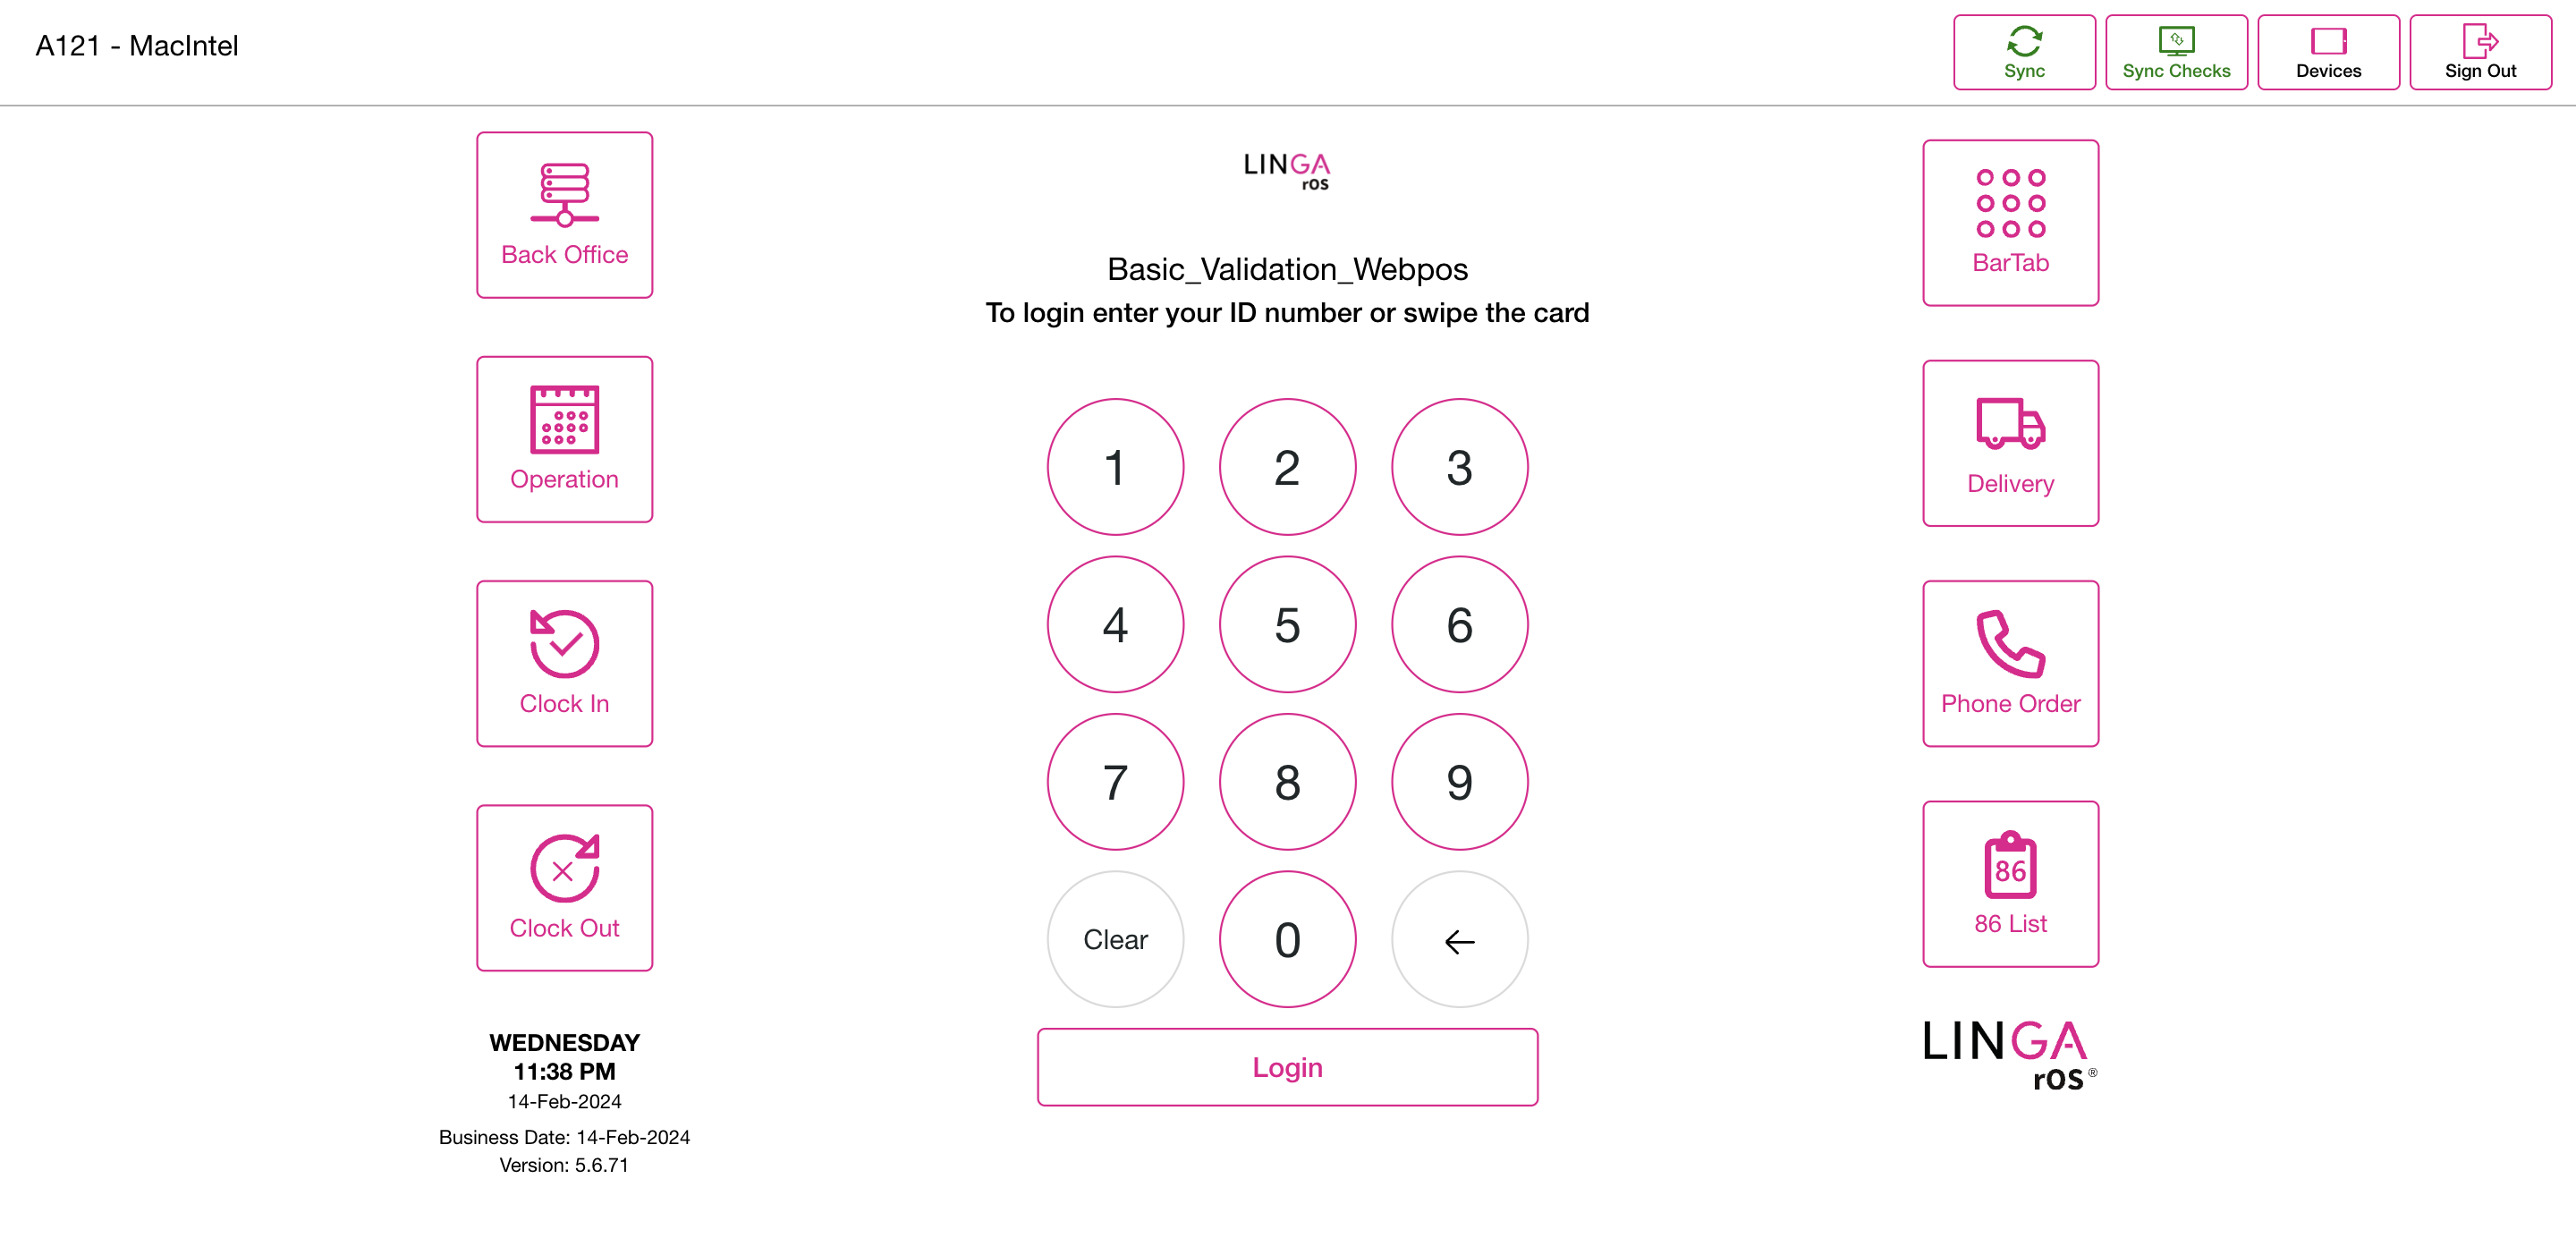 A121 - MacIntel
Sync
Sync Checks
Devices
Sign Out
Back Office
Operation
Clock In
Clock Out
WEDNESDAY
11:38 PM
14-Feb-2024
Business Date: 14-Feb-2024
Version: 5.6.71
LINGA
rOS
Basic_Validation_Webpos
To login enter your ID number or swipe the card
1 2 3
4 5 6
7 8 9
Clear 0 ←
Login
BarTab
Delivery
Phone Order
86
86 List
LINGA
rOS®